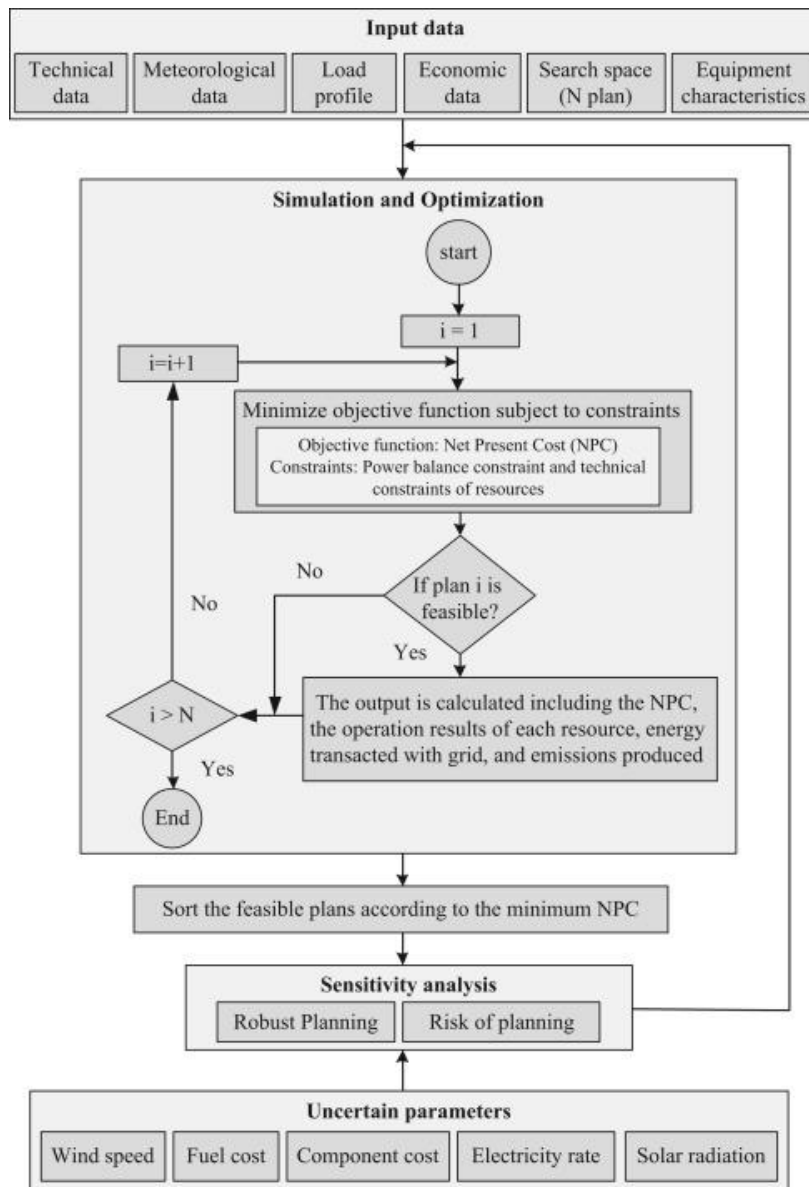 Input data
Technical
data
Meteorological
data
Load
profile
Economic
data
Search space
(N plan)
Equipment
characteristics
Simulation and Optimization
start
i = 1
i=i+1
Minimize objective function subject to constraints
Objective function: Net Present Cost (NPC)
Constraints: Power balance constraint and technical
constraints of resources
If plan i is
feasible?
No
Yes
No
The output is calculated including the NPC,
the operation results of each resource, energy
transacted with grid, and emissions produced
i > N
Yes
End
Sort the feasible plans according to the minimum NPC
Sensitivity analysis
Robust Planning
Risk of planning
Uncertain parameters
Wind speed
Fuel cost
Component cost
Electricity rate
Solar radiation